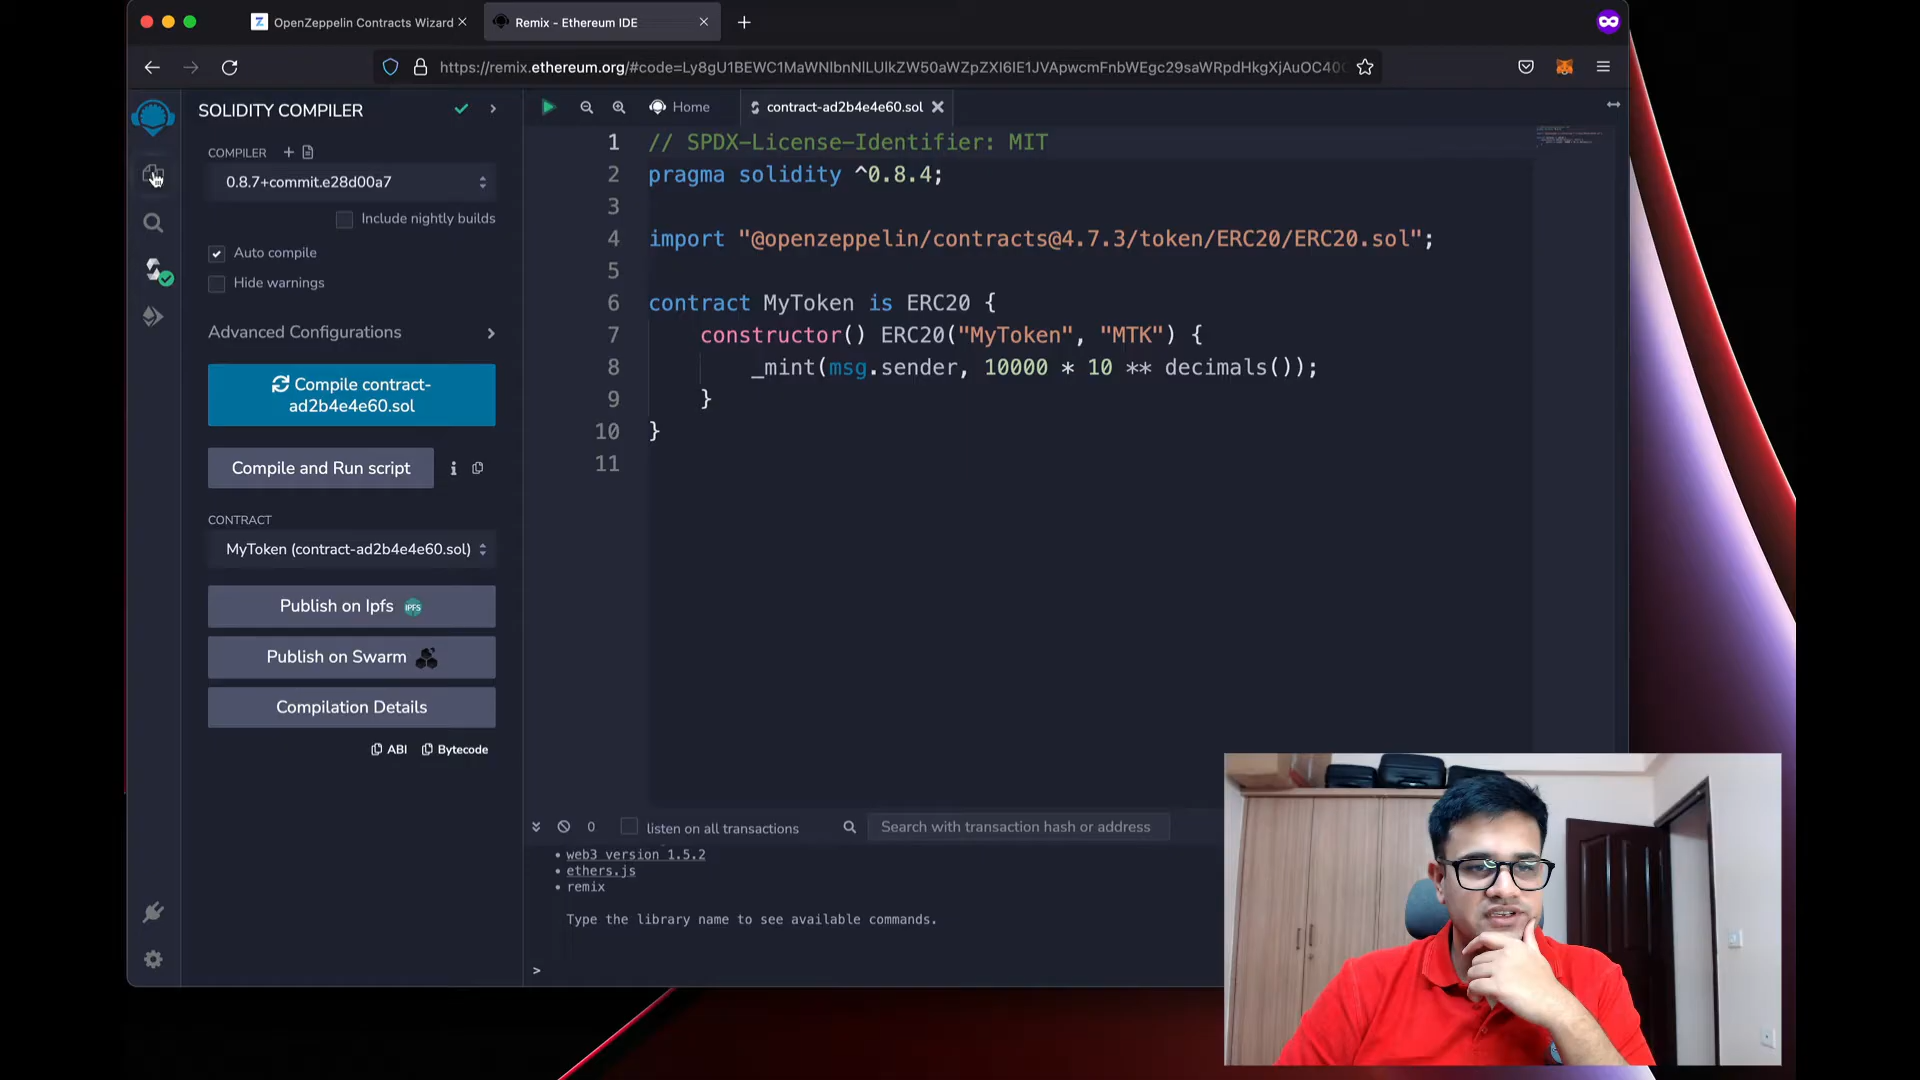 OpenZeppelin Contracts Wizard
Remix - Ethereum IDE
https://remix.ethereum.org/#code=Ly8gU1BEWC1MaWNlbnNlLUlkZW50aWZpZXI6IE1JVApwcmFnbWEgc29saWRpdHkgXjAuOC40C
SOLIDITY COMPILER
COMPILER
0.8.7+commit.e28d00a7
Include nightly builds
Auto compile
Hide warnings
Advanced Configurations
Compile contract-
ad2b4e4e60.sol
Compile and Run script
CONTRACT
MyToken (contract-ad2b4e4e60.sol)
Publish on Ipfs IPFS
Publish on Swarm
Compilation Details
ABI Bytecode
Home
contract-ad2b4e4e60.sol
1 // SPDX-License-Identifier: MIT
2 pragma solidity ^0.8.4;
3
4 import "@openzeppelin/contracts@4.7.3/token/ERC20/ERC20.sol";
5
6 contract MyToken is ERC20 {
7 constructor() ERC20("MyToken", "MTK") {
8 _mint(msg.sender, 10000 * 10 ** decimals());
9 }
10 }
11
0 listen on all transactions Search with transaction hash or address
• web3 version 1.5.2
• ethers.js
• remix
Type the library name to see available commands.
>